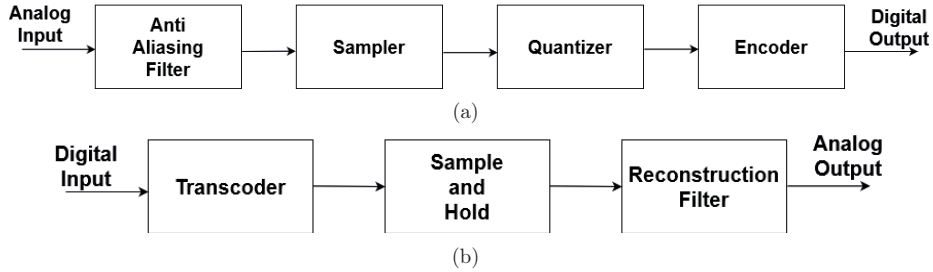 Analog
Input
Anti
Aliasing
Filter
Sampler
Quantizer
Encoder
Digital
Output
(a)
Digital
Input
Transcoder
Sample
and
Hold
Reconstruction
Filter
Analog
Output
(b)